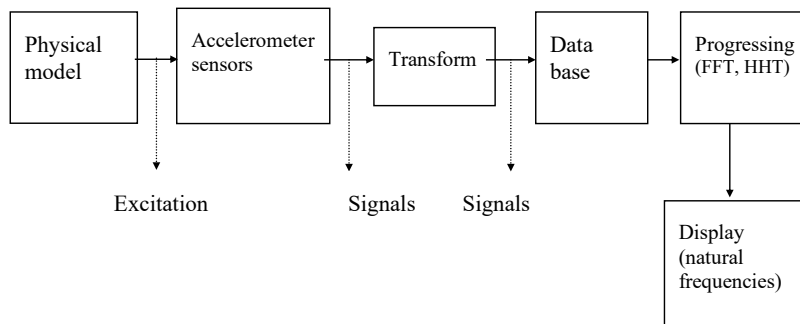 Physical
model
Accelerometer
sensors
Transform
Data
base
Progressing
(FFT, HHT)
Excitation
Signals
Signals
Display
(natural
frequencies)